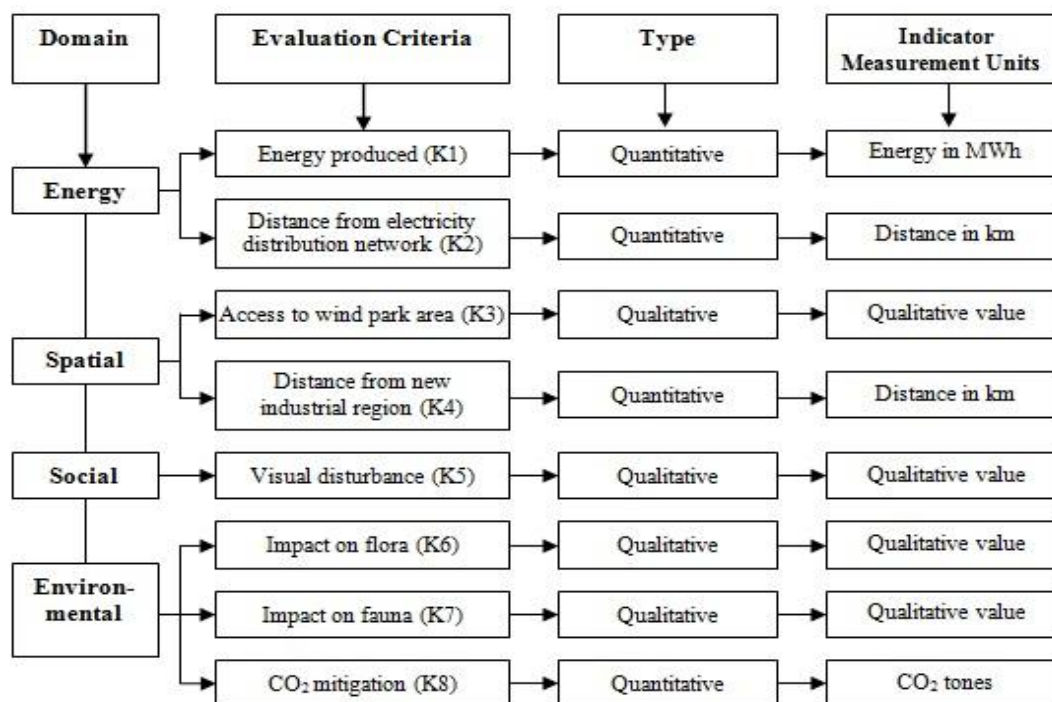 Domain
Evaluation Criteria
Type
Indicator
Measurement Units
Energy
Energy produced (K1)
Quantitative
Energy in MWh
Distance from electricity
distribution network (K2)
Quantitative
Distance in km
Spatial
Access to wind park area (K3)
Qualitative
Qualitative value
Distance from new
industrial region (K4)
Quantitative
Distance in km
Social
Visual disturbance (K5)
Qualitative
Qualitative value
Environ-
mental
Impact on flora (K6)
Qualitative
Qualitative value
Impact on fauna (K7)
Qualitative
Qualitative value
CO₂ mitigation (K8)
Quantitative
CO₂ tones